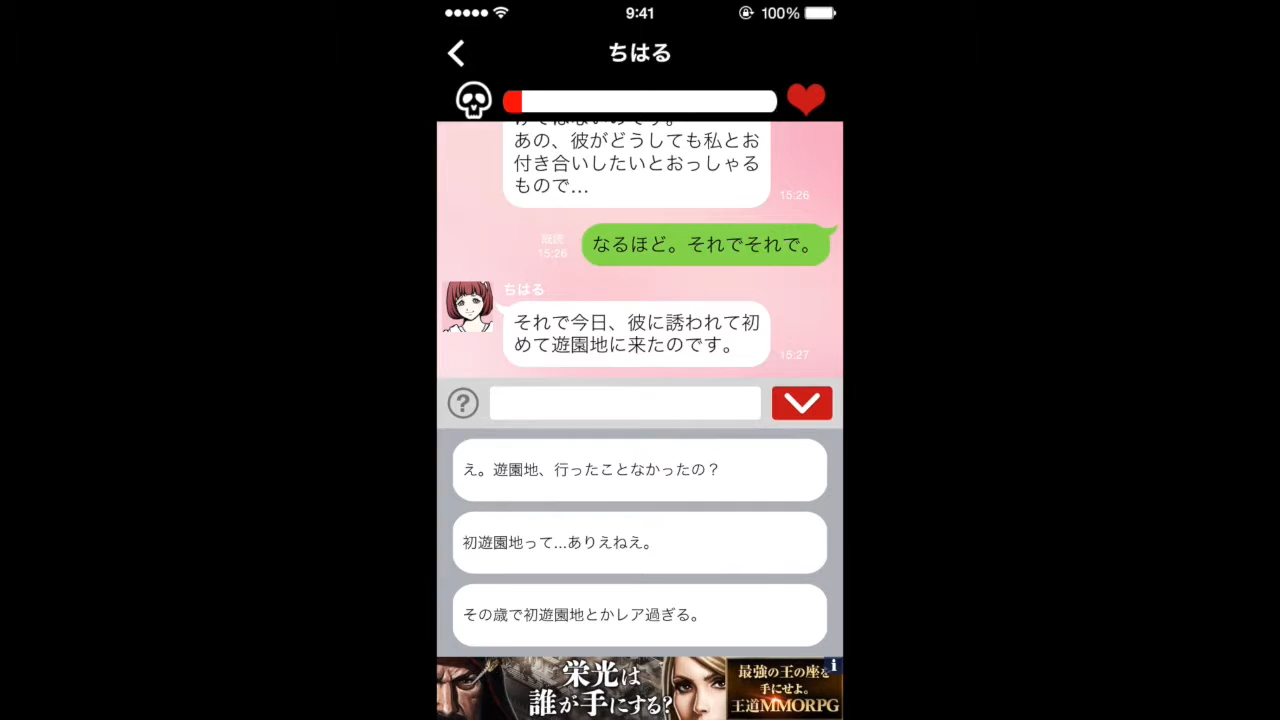 9:41
100%
ちはる
あの、彼がどうしても私とお
付き合いしたいとおっしゃる
もので…
15:26
既読
15:26
なるほど。それでそれで。
ちはる
それで今日、彼に誘われて初
めて遊園地に来たのです。
15:27
?
え。遊園地、行ったことなかったの？
初遊園地って…ありえねえ。
その歳で初遊園地とかレア過ぎる。
栄光は
誰が手にする?
最強の王の座を
手にせよ。
王道MMORPG
i